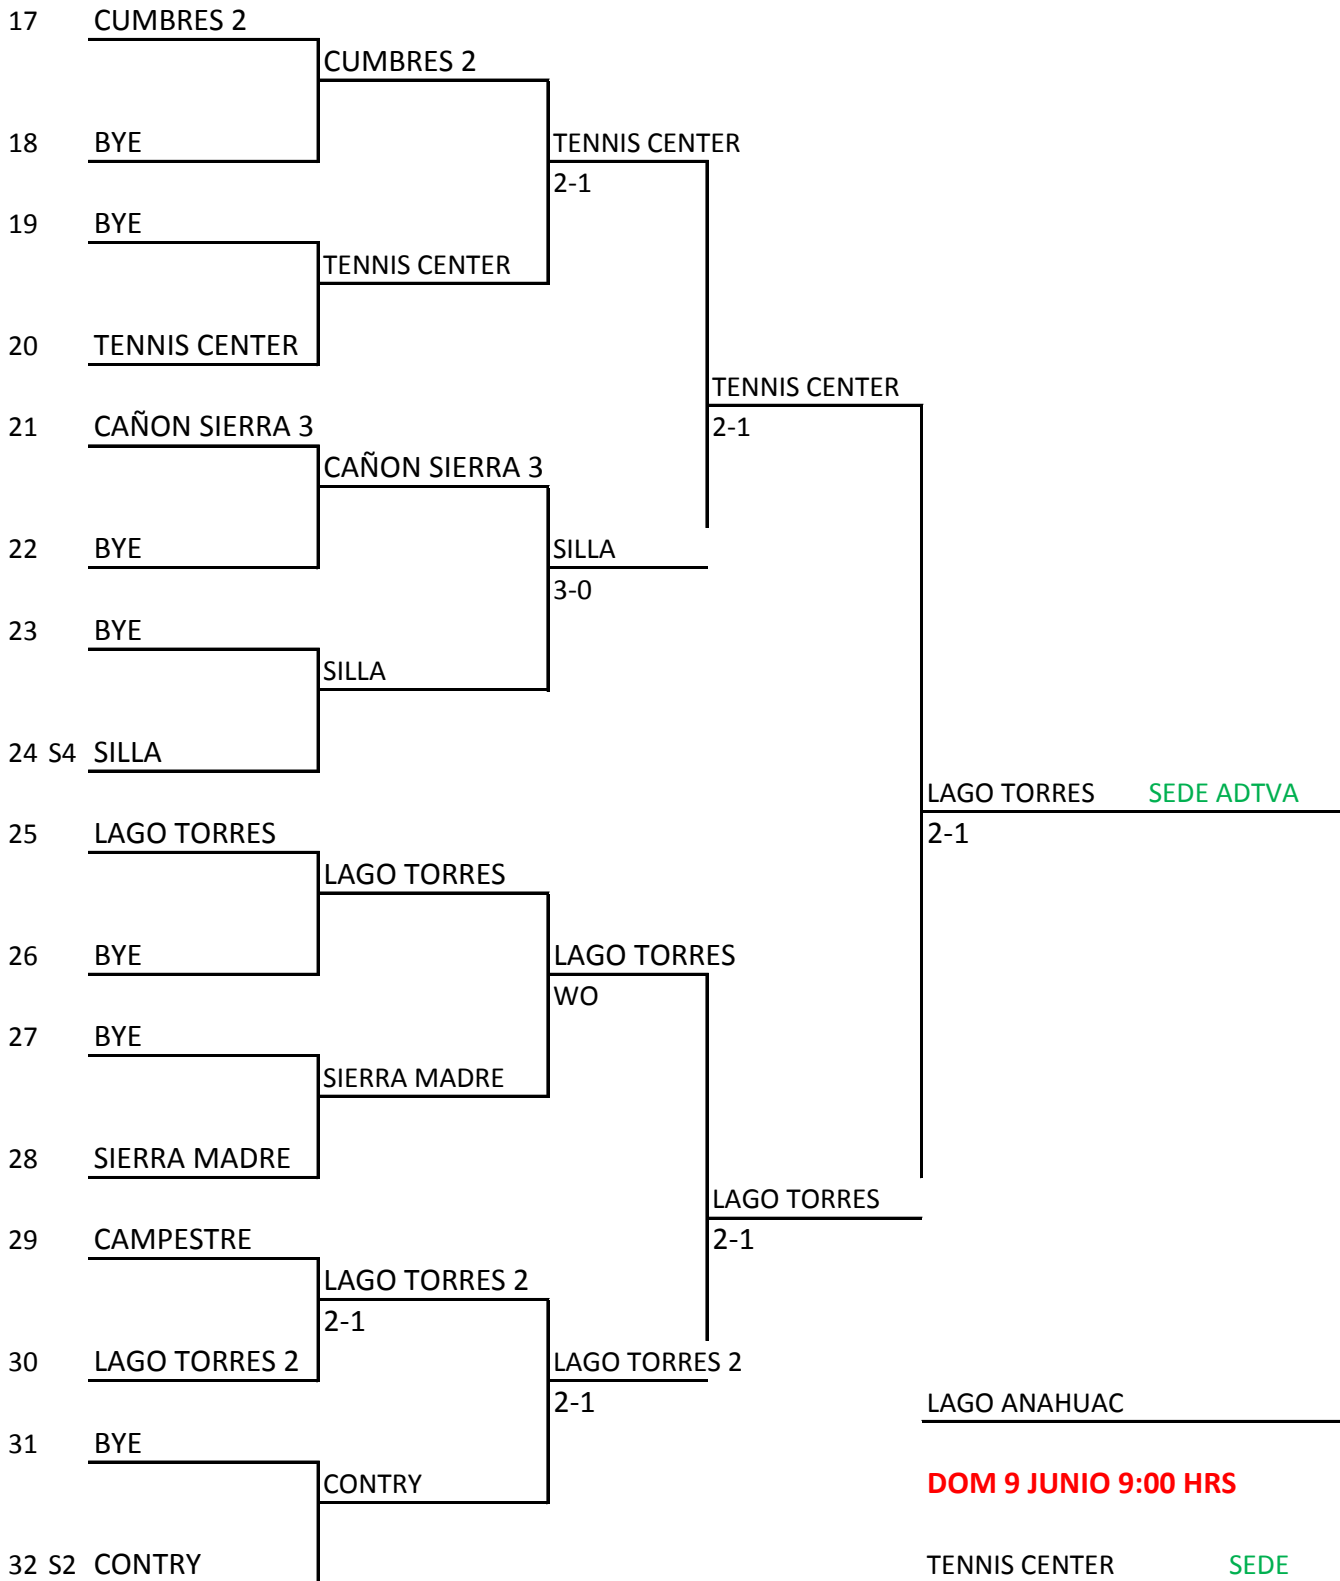 17 CUMBRES 2
CUMBRES 2
18 BYE TENNIS CENTER
2-1
19 BYE
TENNIS CENTER
20 TENNIS CENTER
TENNIS CENTER
21 CAÑON SIERRA 3 2-1
CAÑON SIERRA 3
22 BYE SILLA
3-0
23 BYE
SILLA
24 S4 SILLA
LAGO TORRES SEDE ADTVA
25 LAGO TORRES 2-1
LAGO TORRES
26 BYE LAGO TORRES
WO
27 BYE
SIERRA MADRE
28 SIERRA MADRE
LAGO TORRES
29 CAMPESTRE 2-1
LAGO TORRES 2
2-1
30 LAGO TORRES 2 LAGO TORRES 2
2-1 LAGO ANAHUAC
31 BYE
CONTRY DOM 9 JUNIO 9:00 HRS
32 S2 CONTRY TENNIS CENTER SEDE